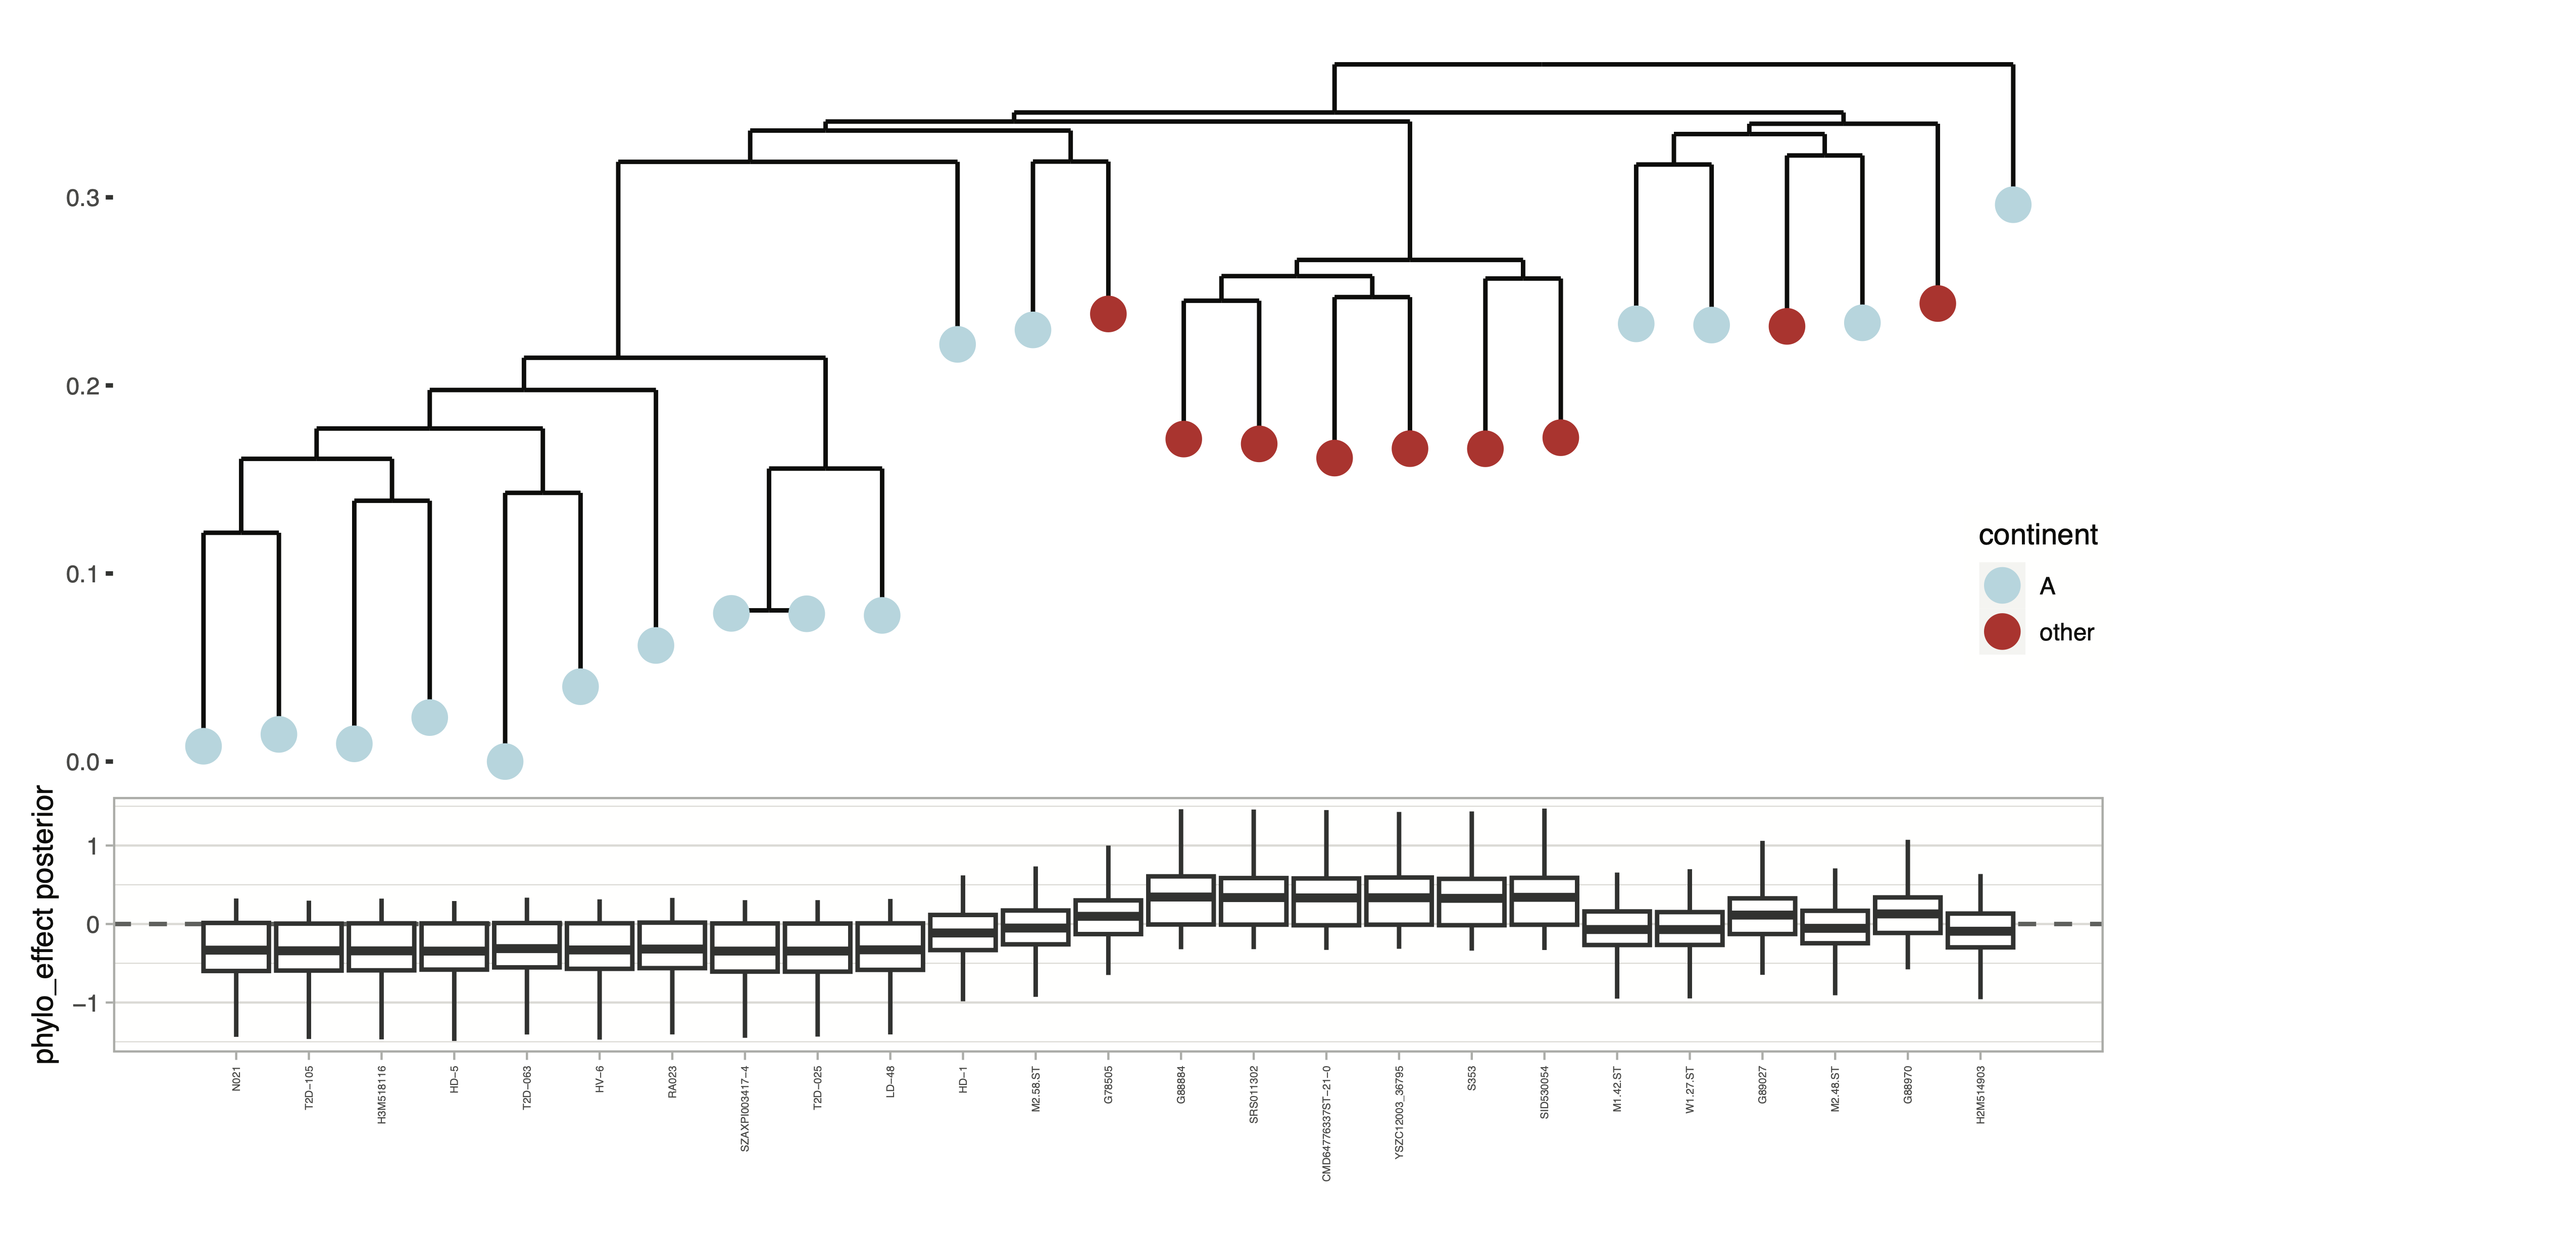 0.3
0.2
0.1
0.0
continent
A
other
phylo_effect posterior
1
0
−1
N021
T2D−105
H3M518116
HD−5
T2D−063
HV−6
RA023
SZAXPI003417−4
T2D−025
LD−48
HD−1
M2.58.ST
G78505
G88884
SRS011302
CMD64776337ST−21−0
YSZC12003_36795
S353
SID530054
M1.42.ST
W1.27.ST
G89027
M2.48.ST
G88970
H2M514903